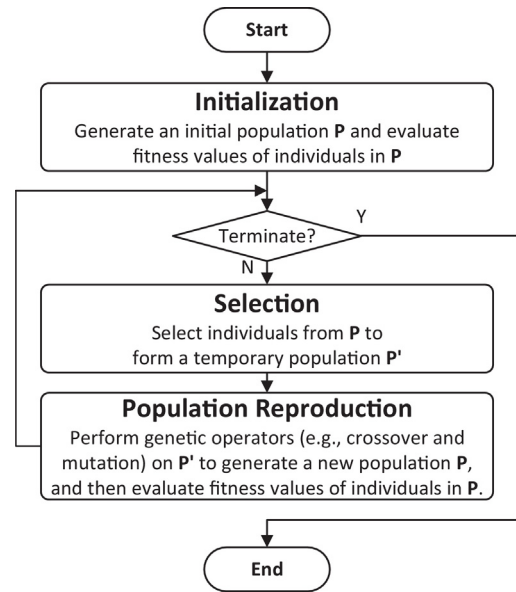 Start
Initialization
Generate an initial population P and evaluate
fitness values of individuals in P
Terminate?
Y
N
Selection
Select individuals from P to
form a temporary population P'
Population Reproduction
Perform genetic operators (e.g., crossover and
mutation) on P' to generate a new population P,
and then evaluate fitness values of individuals in P.
End